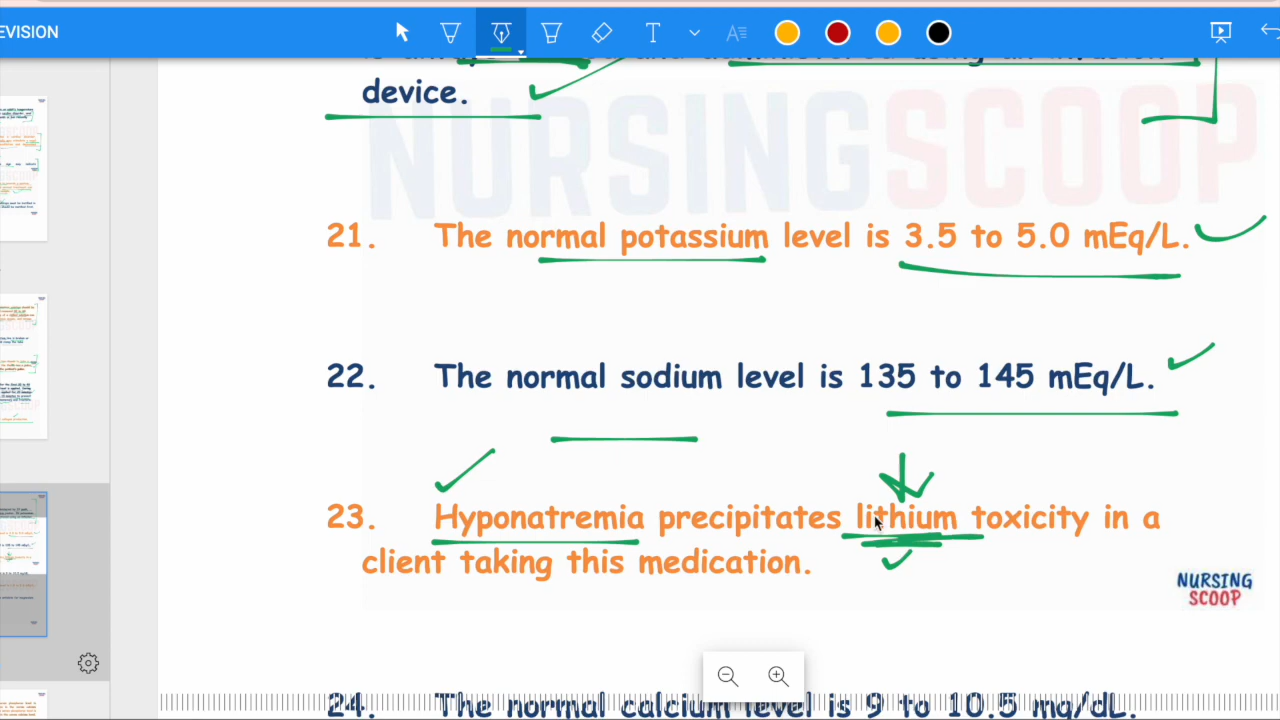 EVISION
device.
NURSINGSCOOP
21. The normal potassium level is 3.5 to 5.0 mEq/L.
22. The normal sodium level is 135 to 145 mEq/L.
23. Hyponatremia precipitates lithium toxicity in a
client taking this medication.
NURSING
SCOOP
24. The normal calcium level is 9 to 10.5 mg/dL.